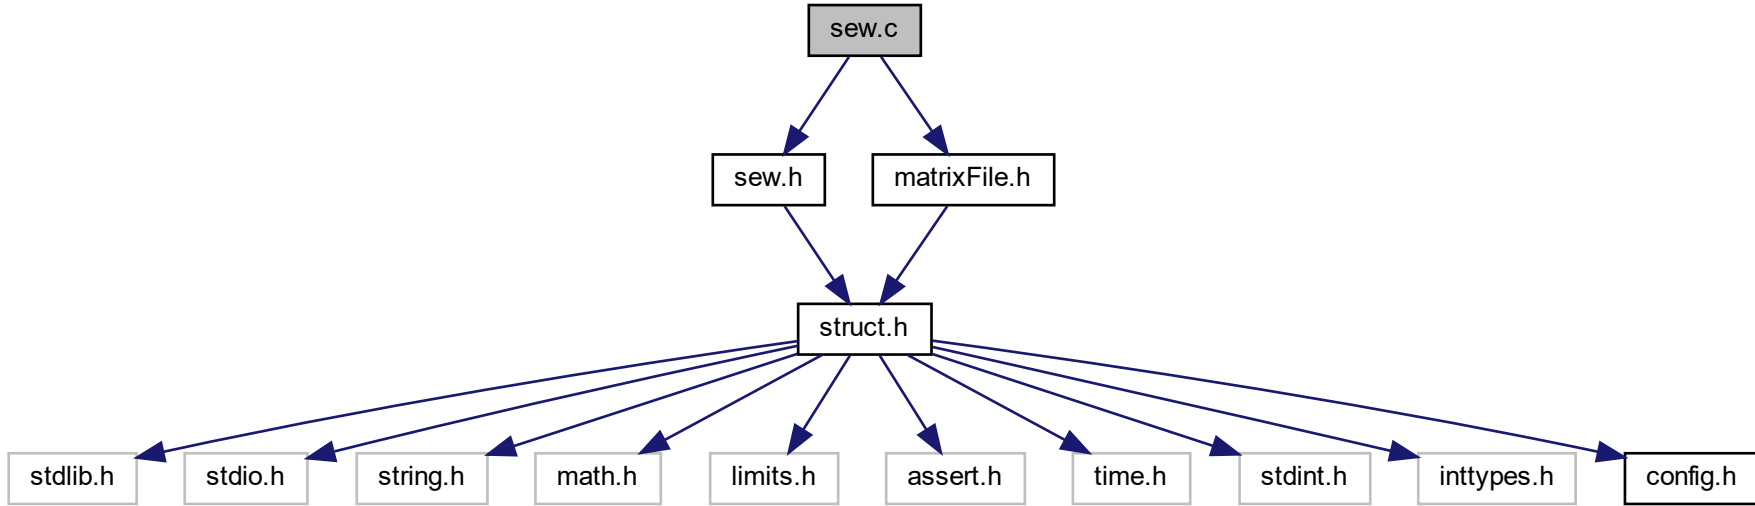 sew.c
sew.h
matrixFile.h
struct.h
stdlib.h
stdio.h
string.h
math.h
limits.h
assert.h
time.h
stdint.h
inttypes.h
config.h